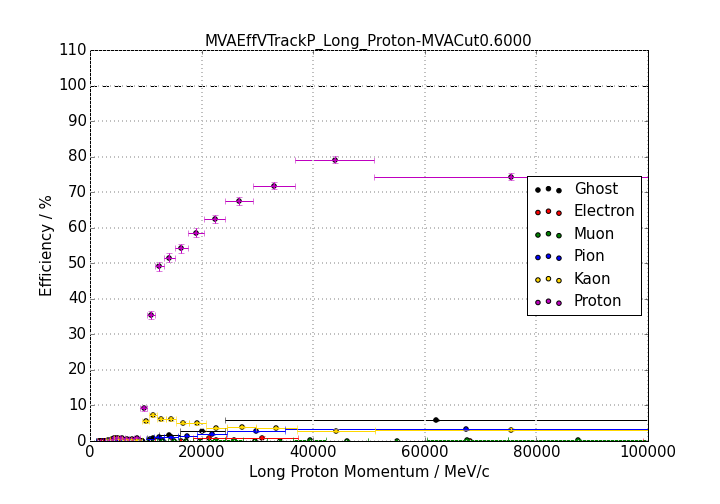 MVAEffVTrackP_Long_Proton-MVACut0.6000
110
100
90
80
70
60
50
40
30
20
10
0
Efficiency / %
Ghost
Electron
Muon
Pion
Kaon
Proton
0 20000 40000 60000 80000 100000
Long Proton Momentum / MeV/c